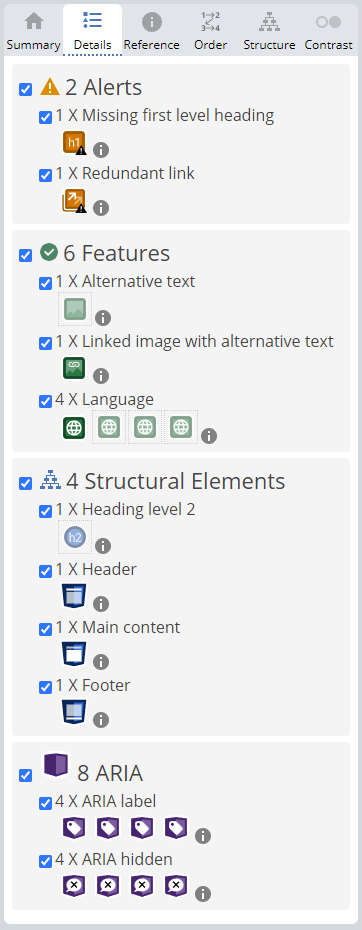 Summary
Details
Reference
Order
Structure
Contrast
2 Alerts
1 X Missing first level heading
h1
1 X Redundant link
6 Features
1 X Alternative text
1 X Linked image with alternative text
4 X Language
4 Structural Elements
1 X Heading level 2
h2
1 X Header
1 X Main content
1 X Footer
8 ARIA
4 X ARIA label
4 X ARIA hidden